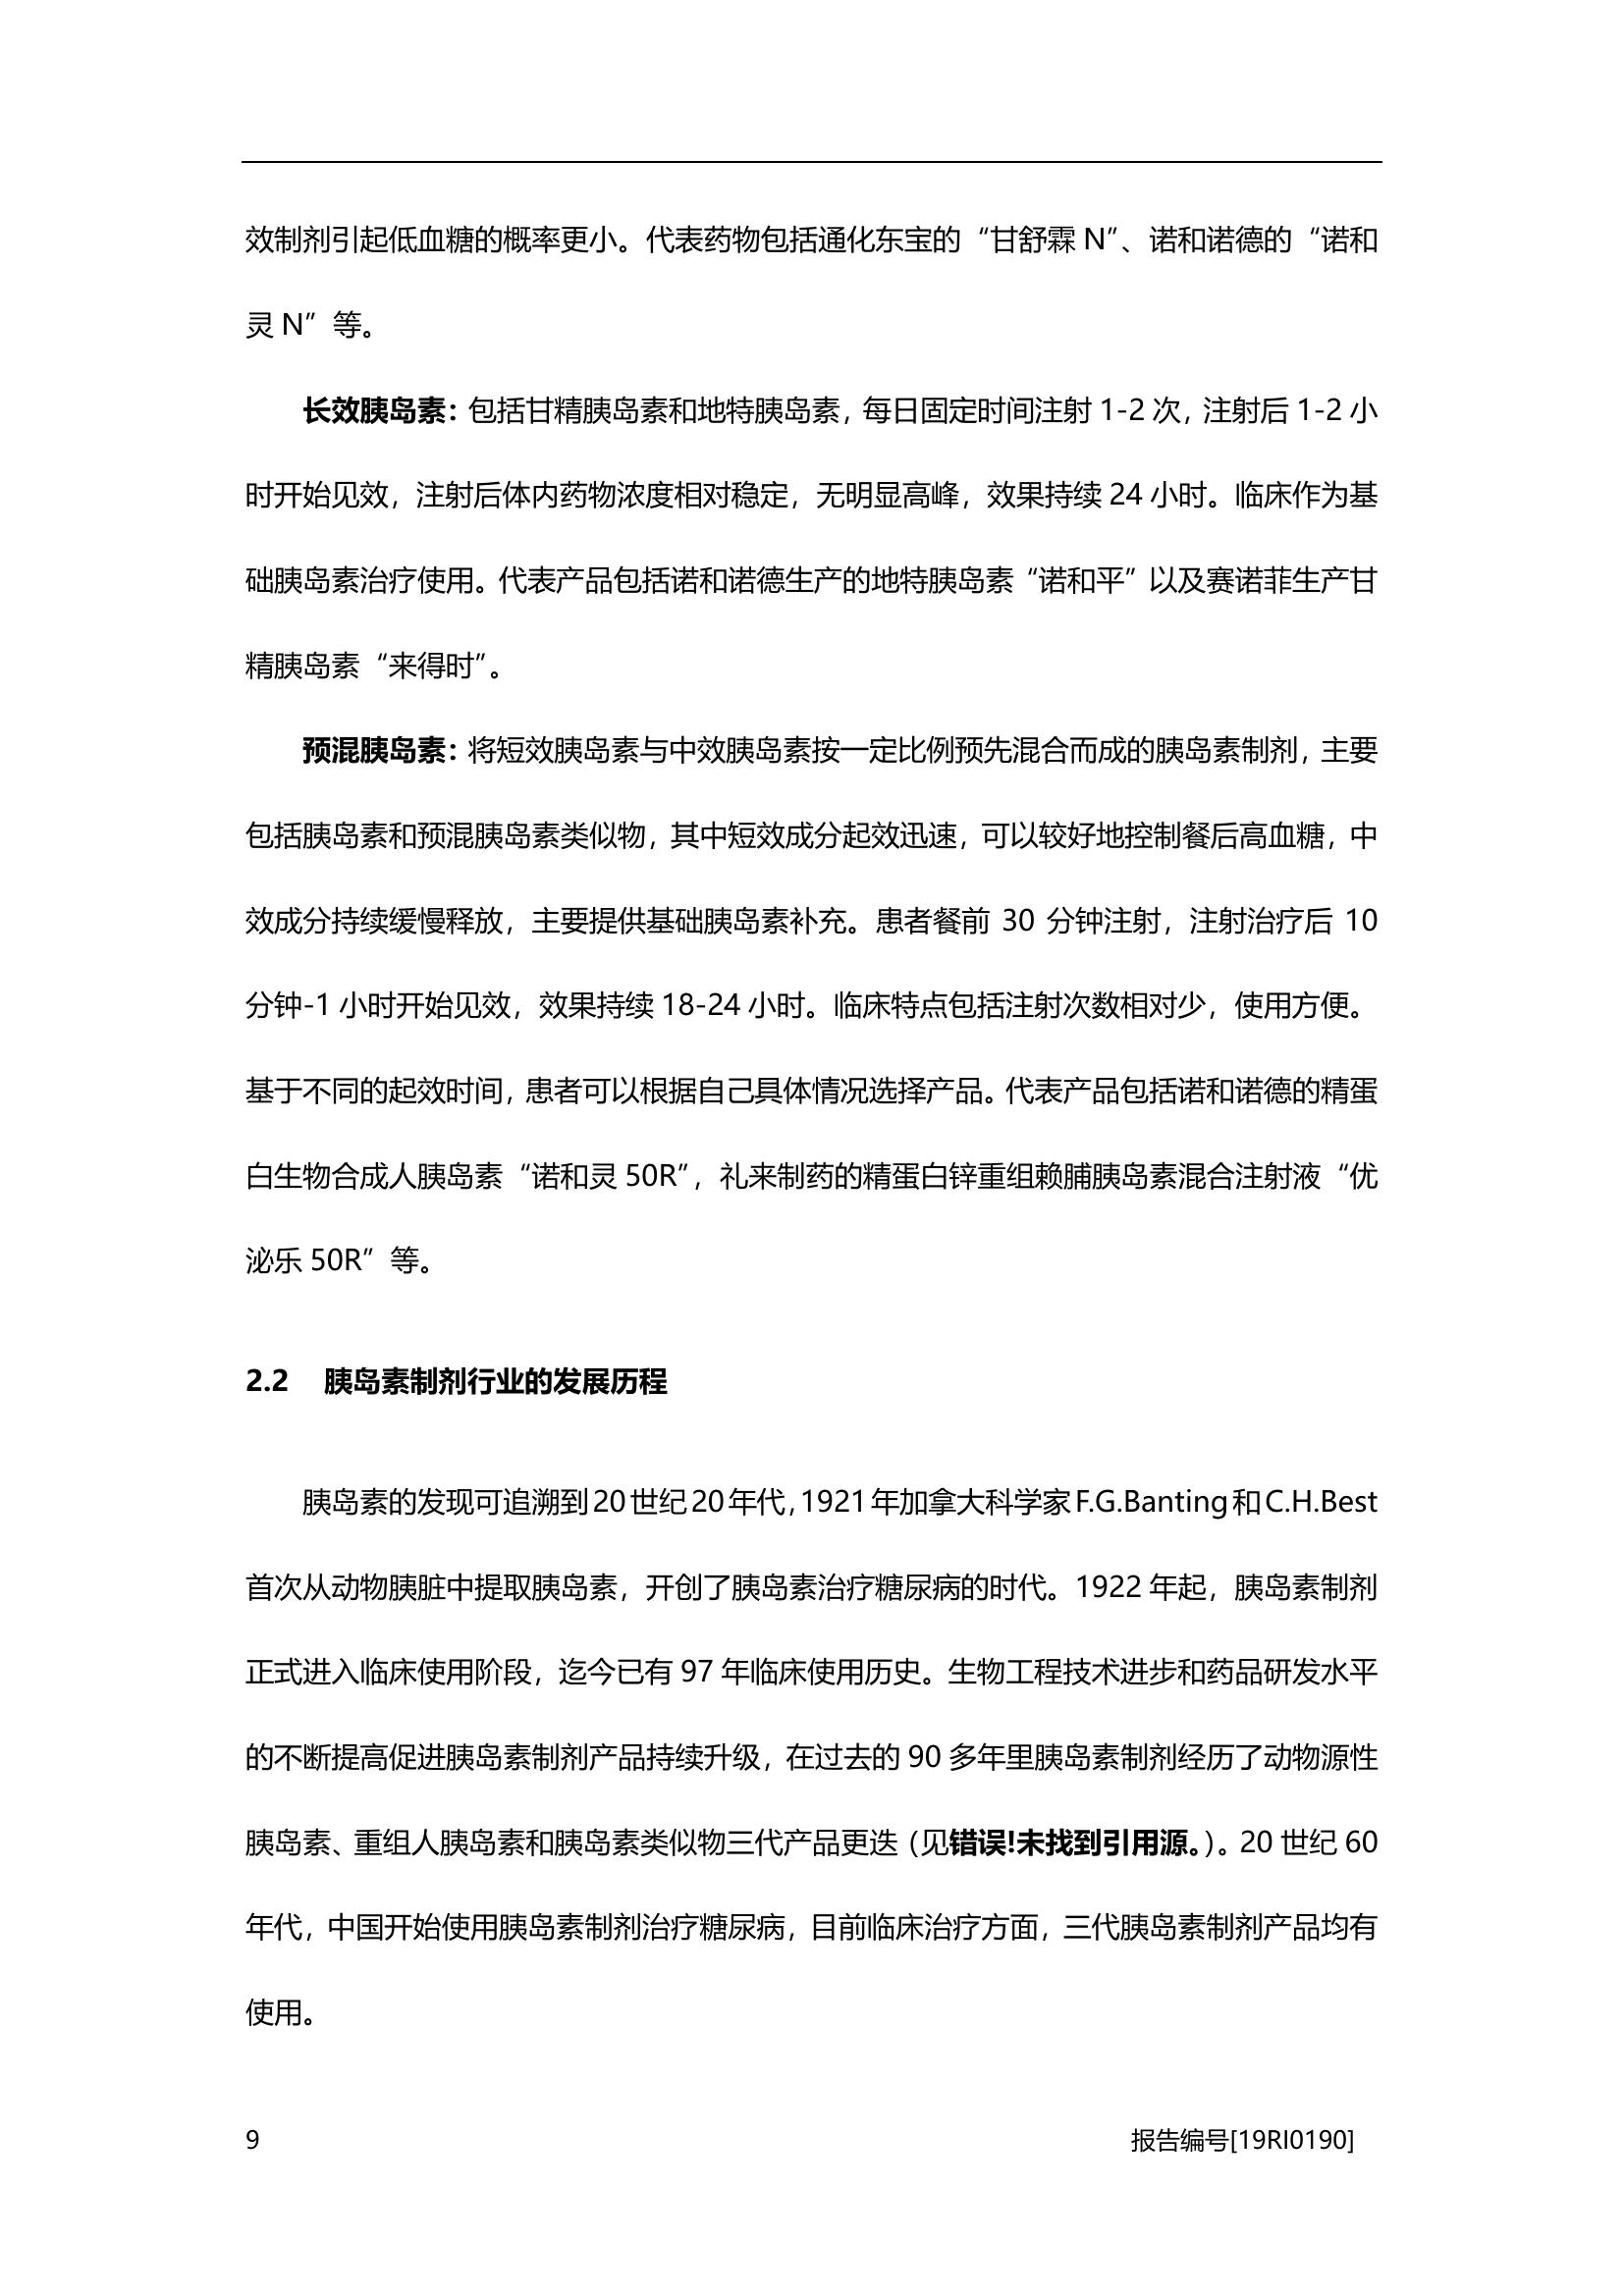 效制剂引起低血糖的概率更小。代表药物包括通化东宝的“甘舒霖 N”、诺和诺德的“诺和
灵 N”等。
长效胰岛素：包括甘精胰岛素和地特胰岛素，每日固定时间注射 1-2 次，注射后 1-2 小
时开始见效，注射后体内药物浓度相对稳定，无明显高峰，效果持续 24 小时。临床作为基
础胰岛素治疗使用。代表产品包括诺和诺德生产的地特胰岛素“诺和平”以及赛诺菲生产甘
精胰岛素“来得时”。
预混胰岛素：将短效胰岛素与中效胰岛素按一定比例预先混合而成的胰岛素制剂，主要
包括胰岛素和预混胰岛素类似物，其中短效成分起效迅速，可以较好地控制餐后高血糖，中
效成分持续缓慢释放，主要提供基础胰岛素补充。患者餐前 30 分钟注射，注射治疗后 10
分钟-1 小时开始见效，效果持续 18-24 小时。临床特点包括注射次数相对少，使用方便。
基于不同的起效时间，患者可以根据自己具体情况选择产品。代表产品包括诺和诺德的精蛋
白生物合成人胰岛素“诺和灵 50R”，礼来制药的精蛋白锌重组赖脯胰岛素混合注射液“优
泌乐 50R”等。
2.2 胰岛素制剂行业的发展历程
胰岛素的发现可追溯到 20 世纪 20 年代，1921 年加拿大科学家 F.G.Banting 和 C.H.Best
首次从动物胰脏中提取胰岛素，开创了胰岛素治疗糖尿病的时代。1922 年起，胰岛素制剂
正式进入临床使用阶段，迄今已有 97 年临床使用历史。生物工程技术进步和药品研发水平
的不断提高促进胰岛素制剂产品持续升级，在过去的 90 多年里胰岛素制剂经历了动物源性
胰岛素、重组人胰岛素和胰岛素类似物三代产品更迭（见错误!未找到引用源。）。20 世纪 60
年代，中国开始使用胰岛素制剂治疗糖尿病，目前临床治疗方面，三代胰岛素制剂产品均有
使用。
9 报告编号[19RI0190]